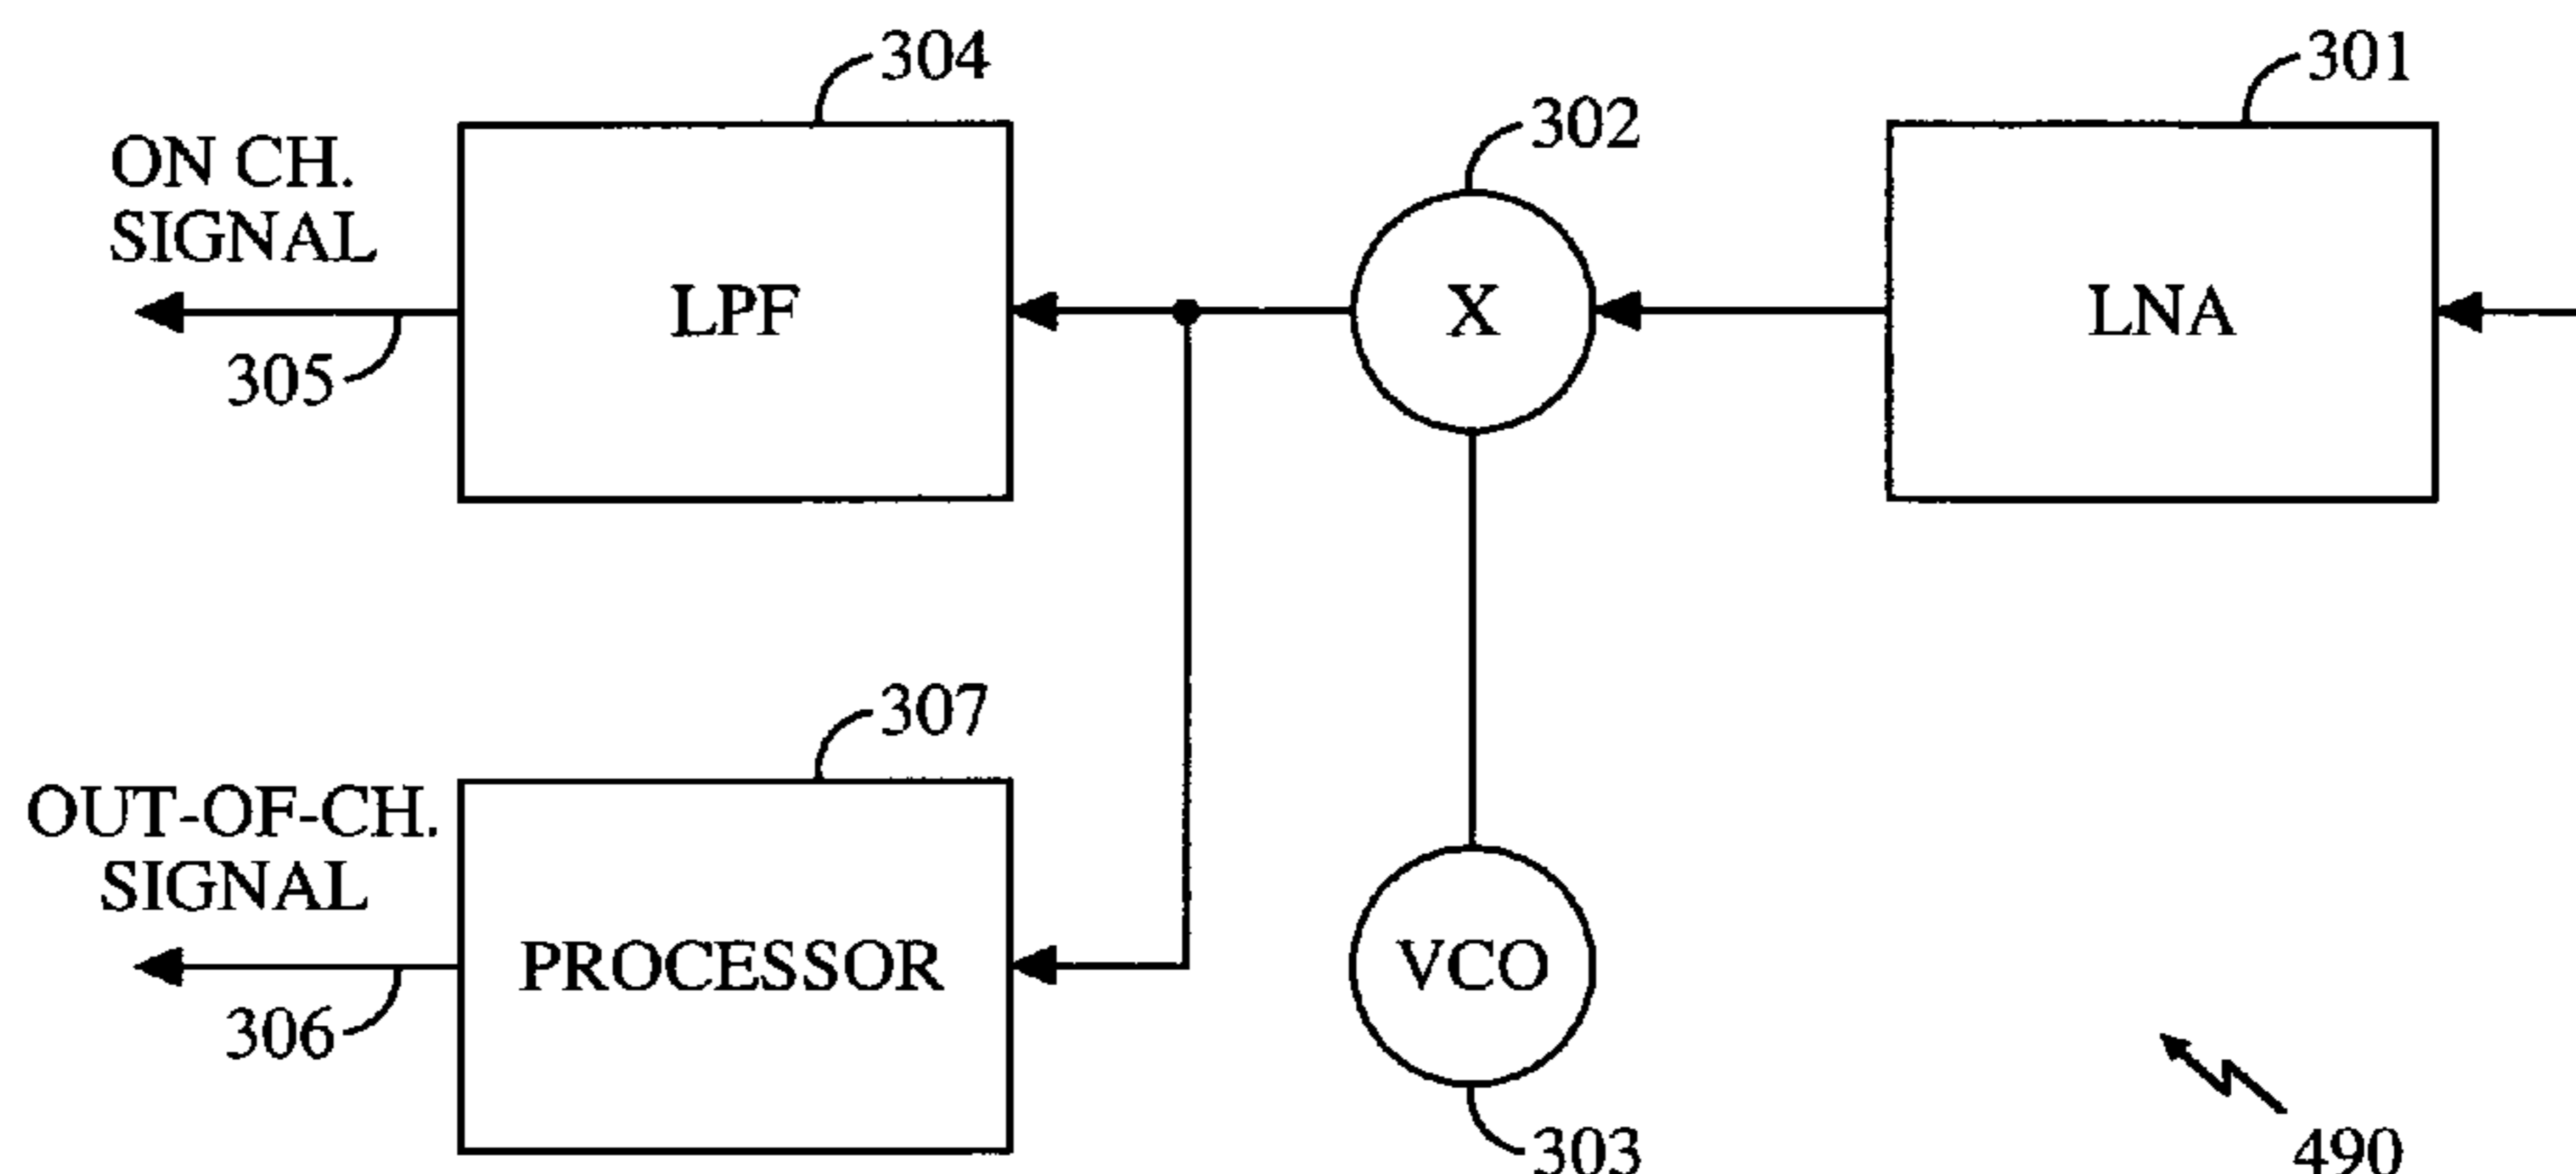 304
301
302
ON CH.
SIGNAL
LPF
X
LNA
305
307
OUT-OF-CH.
SIGNAL
PROCESSOR
VCO
306
303
490